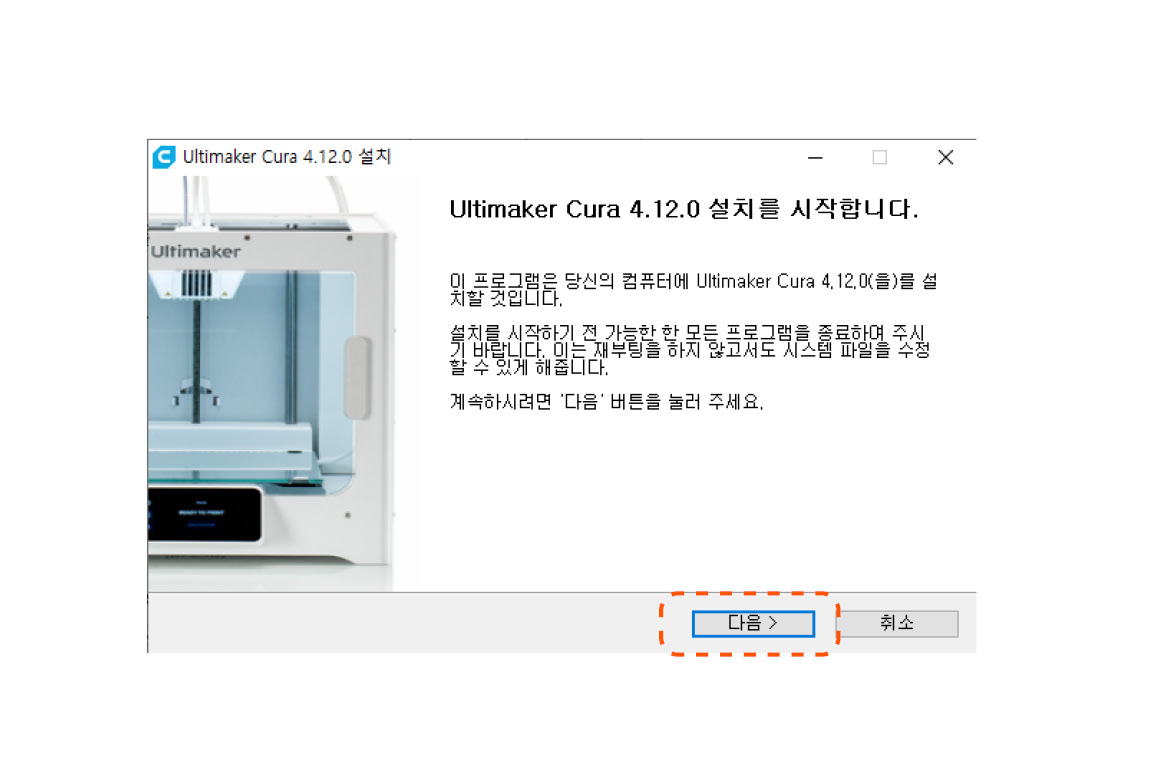 Ultimaker Cura 4.12.0 설치
Ultimaker Cura 4.12.0 설치를 시작합니다.
Ultimaker
이 프로그램은 당신의 컴퓨터에 Ultimaker Cura 4.12.0(을)를 설
치할 것입니다.
설치를 시작하기 전 가능한 한 모든 프로그램을 종료하여 주시
기 바랍니다. 이는 재부팅을 하지 않고서도 시스템 파일을 수정
할 수 있게 해줍니다.
계속하시려면 '다음' 버튼을 눌러 주세요.
READY TO PRINT
다음 >
취소